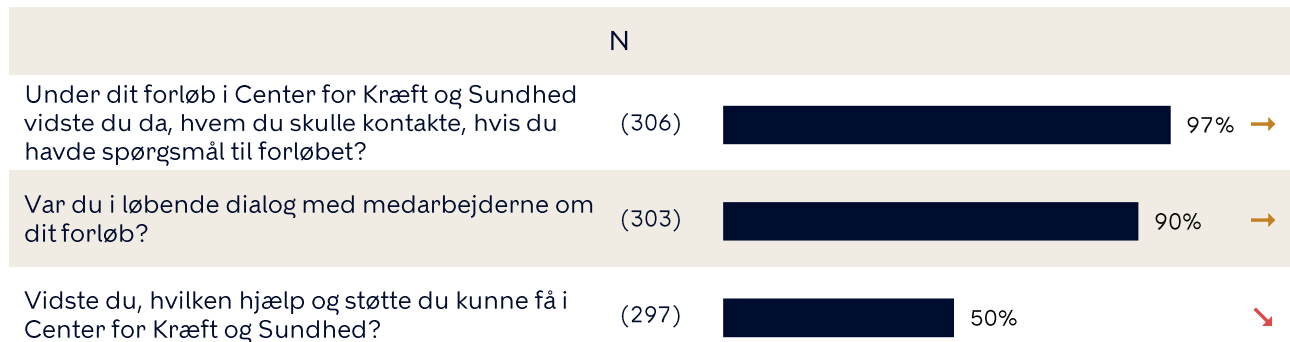 N
Under dit forløb i Center for Kræft og Sundhed
vidste du da, hvem du skulle kontakte, hvis du
havde spørgsmål til forløbet?
(306)
97%
Var du i løbende dialog med medarbejderne om
dit forløb?
(303)
90%
Vidste du, hvilken hjælp og støtte du kunne få i
Center for Kræft og Sundhed?
(297)
50%